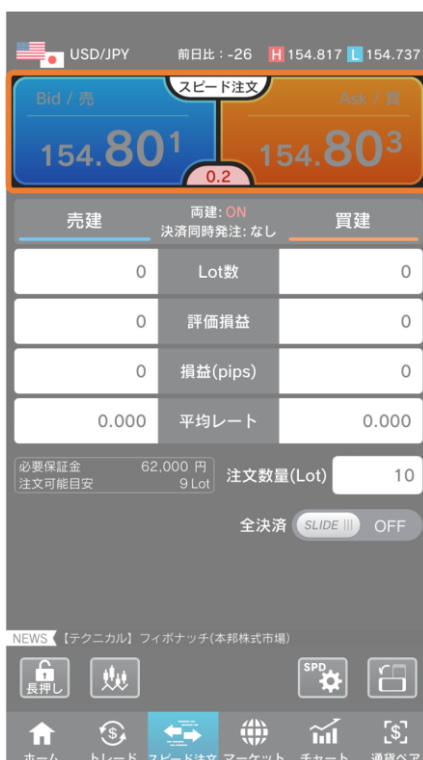 USD/JPY 前日比：-26 H 154.817 L 154.737
スピード注文
Bid / 売 Ask / 買
154.801 154.803
0.2
売建 両建: ON 買建
決済同時発注: なし
0 Lot数 0
0 評価損益 0
0 損益(pips) 0
0.000 平均レート 0.000
必要保証金 62,000 円
注文可能目安 9 Lot
注文数量(Lot) 10
全決済 SLIDE OFF
NEWS 【テクニカル】フィボナッチ(本邦株式市場)
長押し SPD
ホーム トレード スピード注文 マーケット チャート 通貨ペア